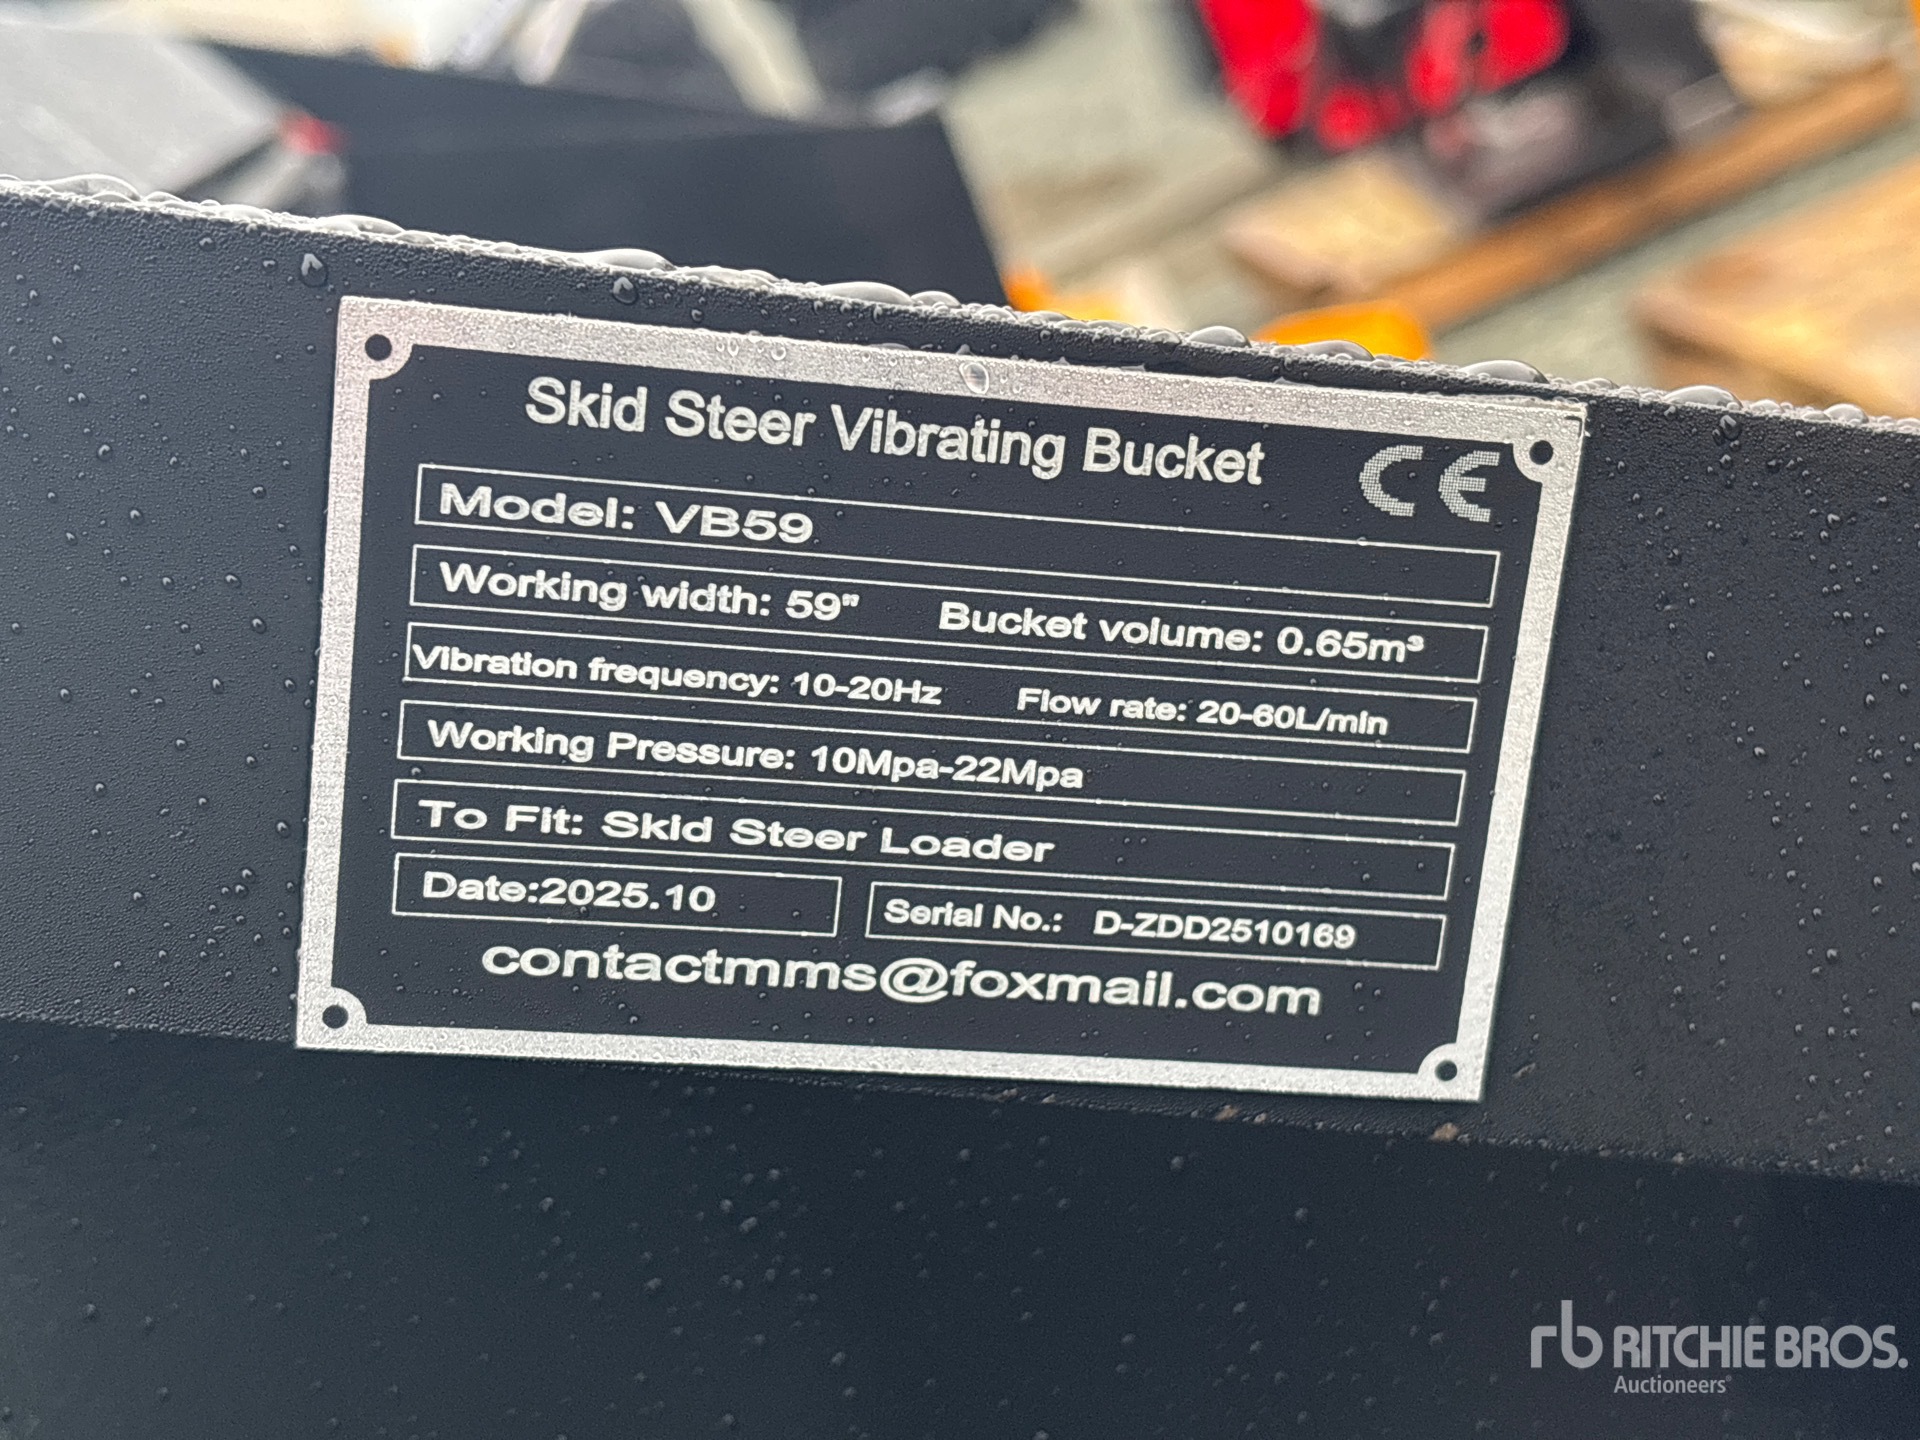 Skid Steer Vibrating Bucket
CE
Model: VB59
Working width: 59" Bucket volume: 0.65m³
Vibration frequency: 10-20Hz Flow rate: 20-60L/min
Working Pressure: 10Mpa-22Mpa
To Fit: Skid Steer Loader
Date:2025.10 Serial No.: D-ZDD2510169
contactmms@foxmail.com
rb RITCHIE BROS.
Auctioneers